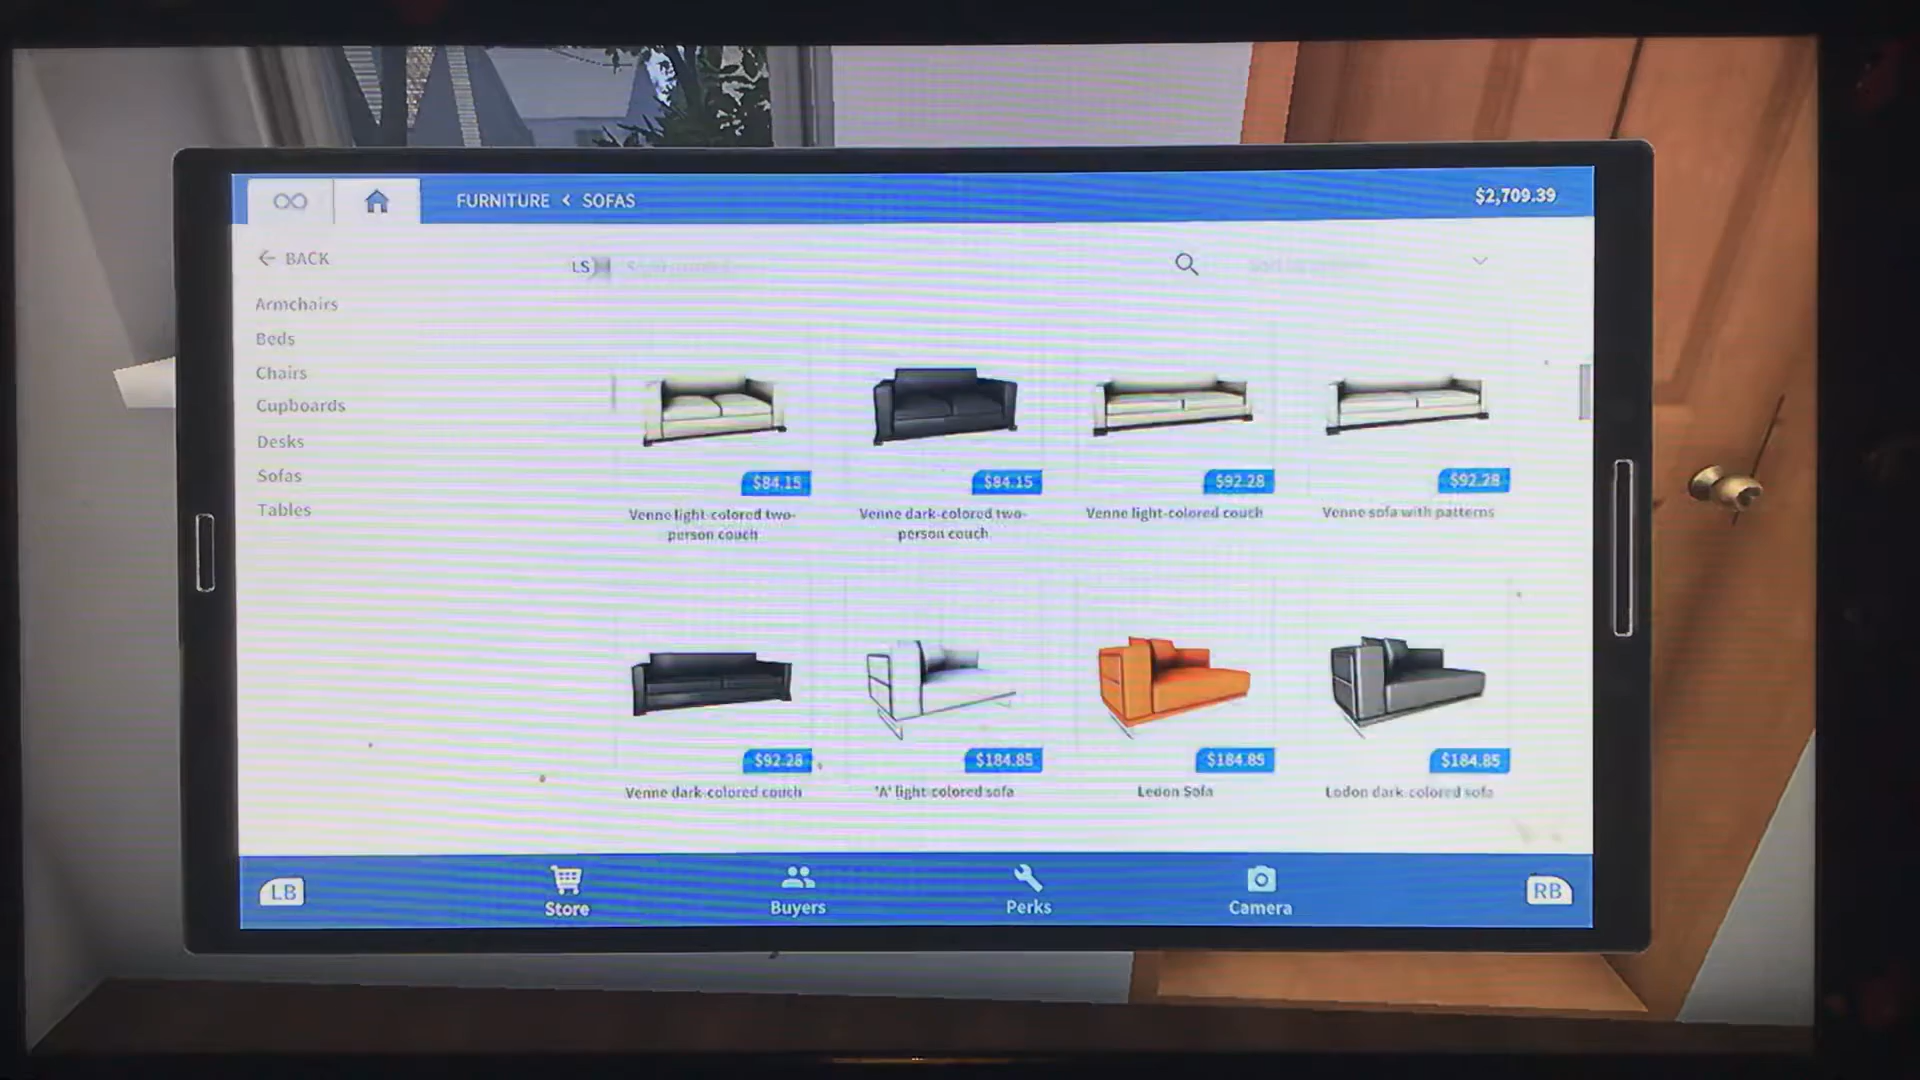 FURNITURE < SOFAS
$2,709.39
BACK
LS
Armchairs
Beds
Chairs
Cupboards
Desks
Sofas
Tables
$84.15
$84.15
$92.28
$92.28
Venne light-colored two-
person couch
Venne dark-colored two-
person couch
Venne light-colored couch
Venne sofa with patterns
$92.28
$184.85
$184.85
$184.85
Venne dark-colored couch
'A' light-colored sofa
Ledon Sofa
Lodon dark-colored sofa
LB
Store
Buyers
Perks
Camera
RB